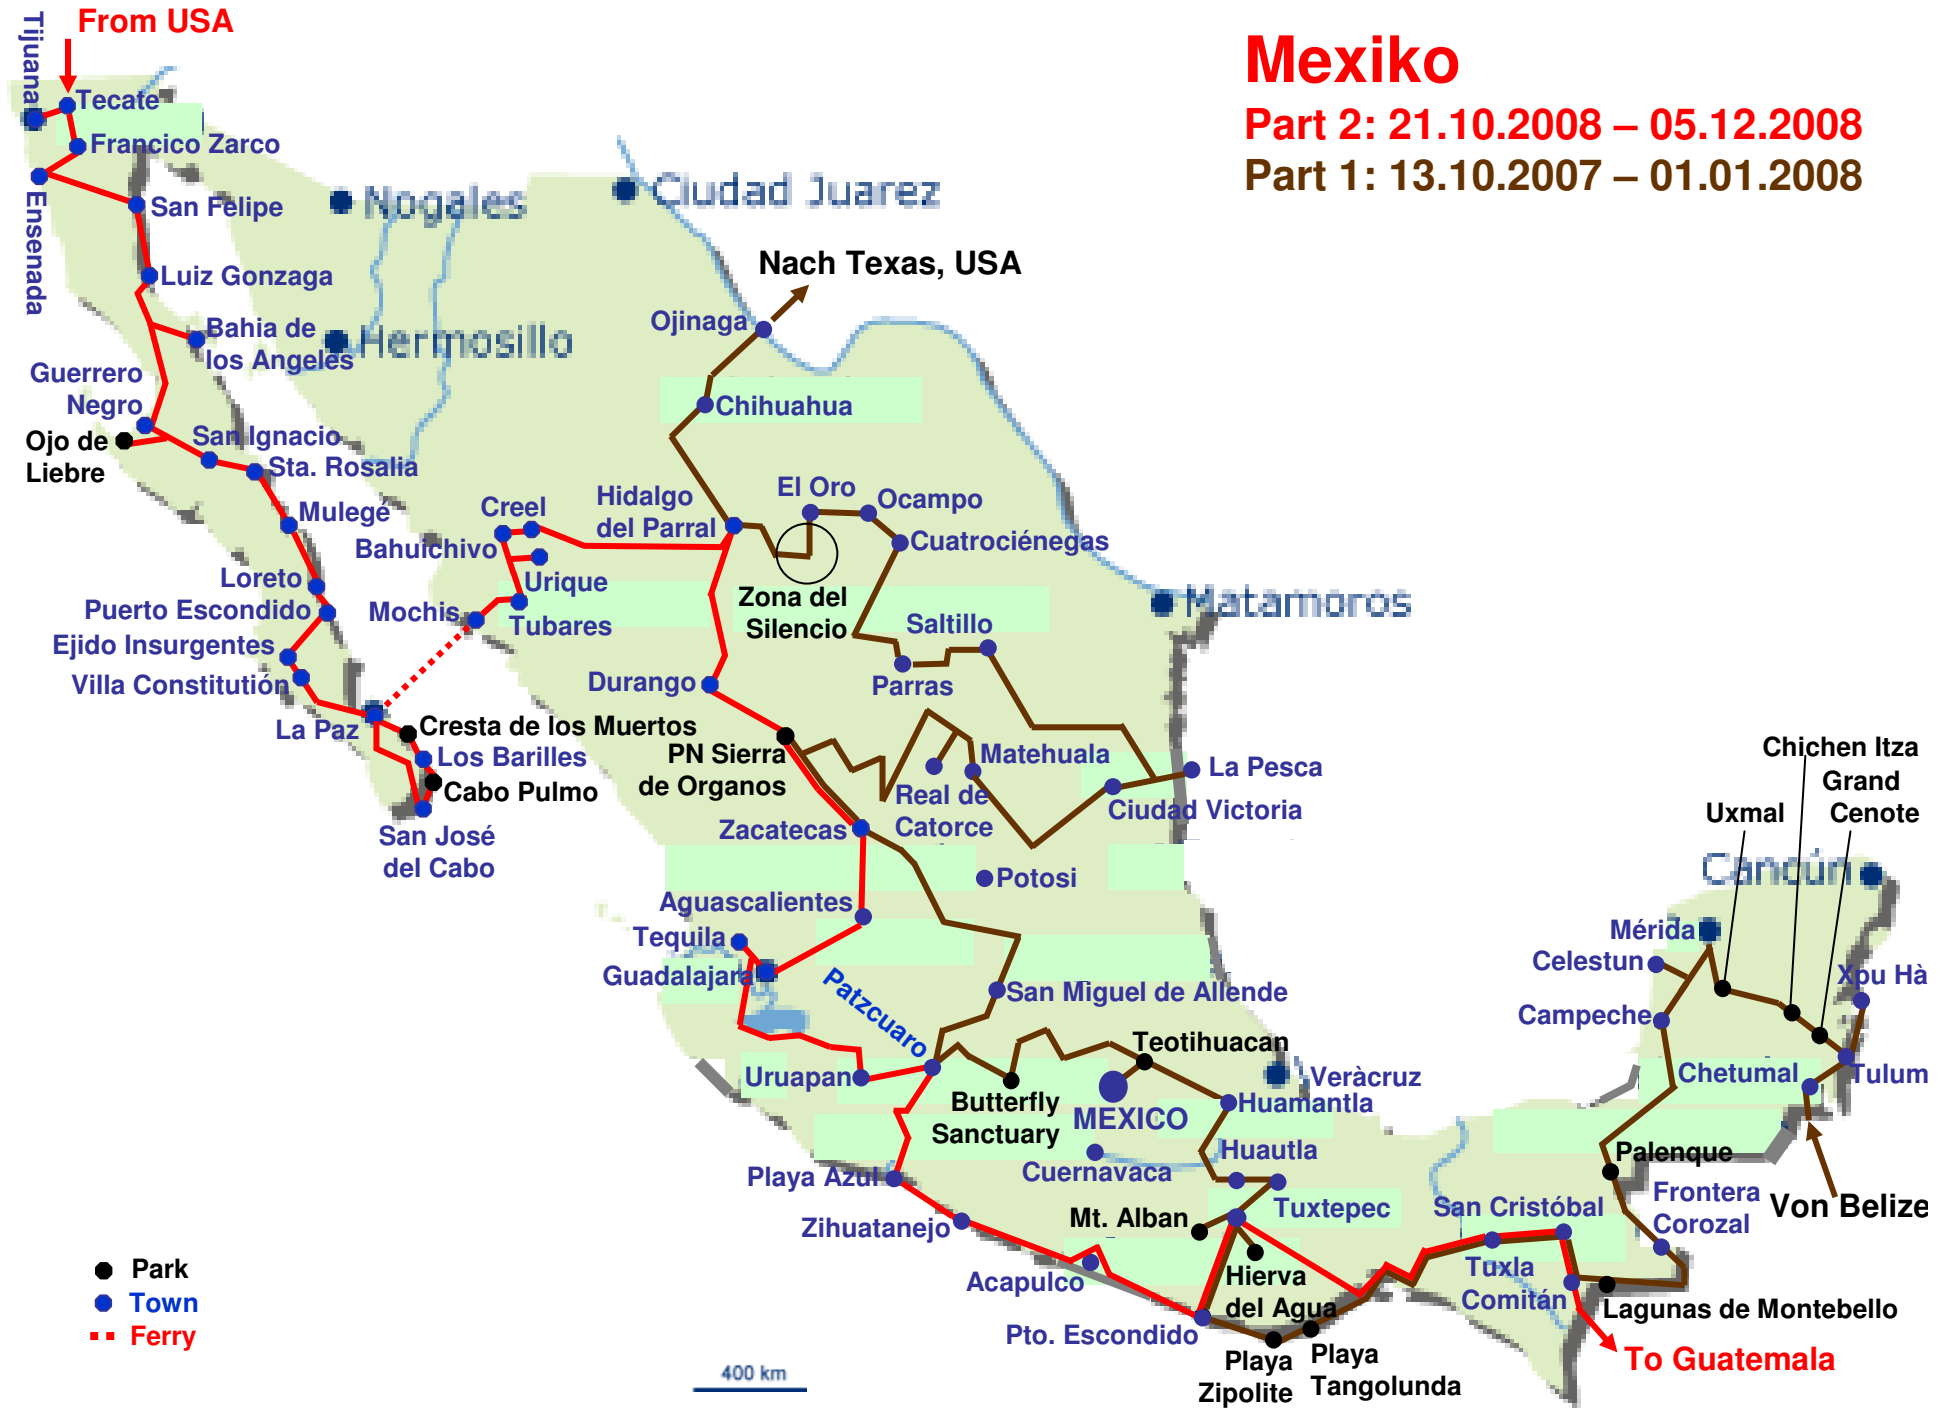 From USA
Mexiko
Part 2: 21.10.2008 – 05.12.2008
Part 1: 13.10.2007 – 01.01.2008
Tijuana
Tecate
Francico Zarco
Ensenada
San Felipe
Nogales
Ciudad Juarez
Luiz Gonzaga
Nach Texas, USA
Bahia de
los Angeles
Hermosillo
Ojinaga
Guerrero
Negro
Chihuahua
Ojo de
Liebre
San Ignacio
Sta. Rosalia
Mulegé
Creel
Hidalgo
del Parral
El Oro
Ocampo
Bahuichivo
Cuatrociénegas
Urique
Loreto
Puerto Escondido
Mochis
Tubares
Zona del
Silencio
Saltillo
Matamoros
Ejido Insurgentes
Villa Constitutión
Durango
Parras
La Paz
Cresta de los Muertos
Los Barilles
Cabo Pulmo
PN Sierra
de Organos
Matehuala
Real de
Catorce
La Pesca
Ciudad Victoria
Chichen Itza
Grand
Cenote
Uxmal
San José
del Cabo
Zacatecas
Potosi
Cancún
Aguascalientes
Tequila
Guadalajara
Mérida
Celestun
Xpu Hà
Patzcuaro
San Miguel de Allende
Campeche
Teotihuacan
Uruapan
Veràcruz
Chetumal
Tulum
Butterfly
Sanctuary
MEXICO
Huamantla
Cuernavaca
Huautla
Palenque
Playa Azul
Tuxtepec
Frontera
Corozal
Von Belize
Zihuatanejo
Mt. Alban
San Cristóbal
Acapulco
Hierva
del Agua
Tuxla
Comitán
Lagunas de Montebello
Pto. Escondido
Playa
Zipolite
Playa
Tangolunda
To Guatemala
Park
Town
Ferry
400 km